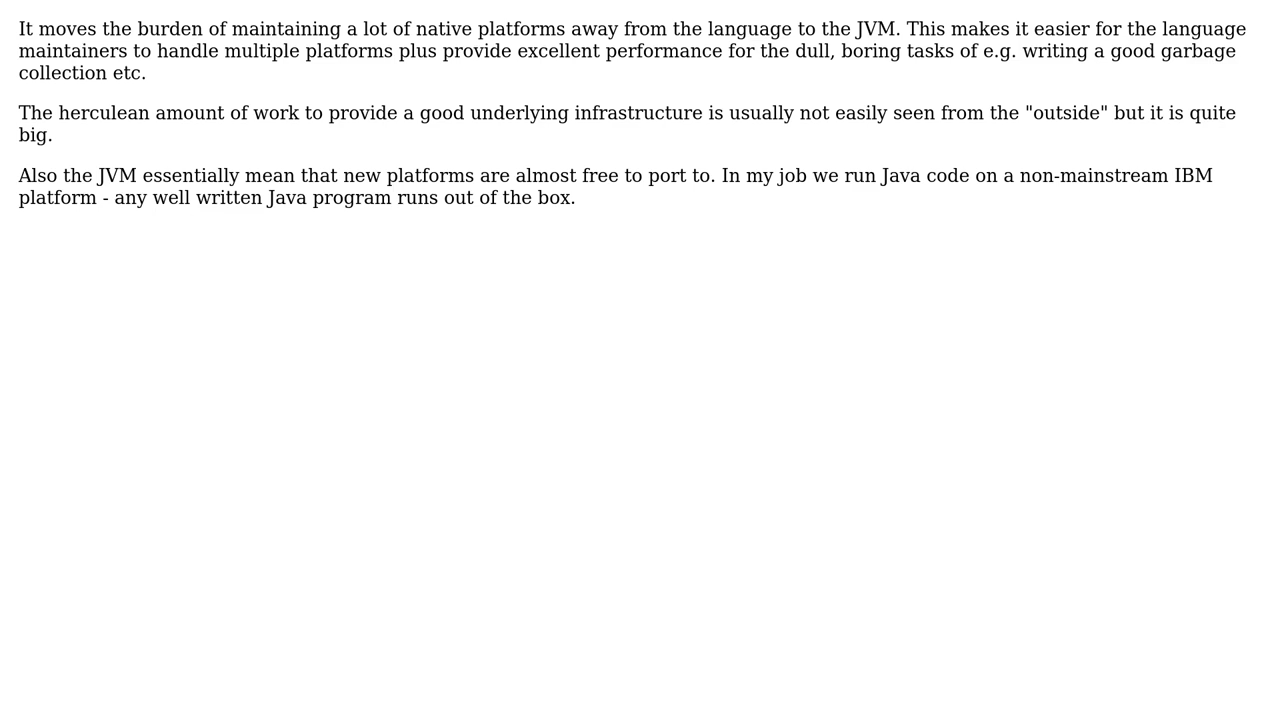 It moves the burden of maintaining a lot of native platforms away from the language to the JVM. This makes it easier for the language
maintainers to handle multiple platforms plus provide excellent performance for the dull, boring tasks of e.g. writing a good garbage
collection etc.
The herculean amount of work to provide a good underlying infrastructure is usually not easily seen from the "outside" but it is quite
big.
Also the JVM essentially mean that new platforms are almost free to port to. In my job we run Java code on a non-mainstream IBM
platform - any well written Java program runs out of the box.